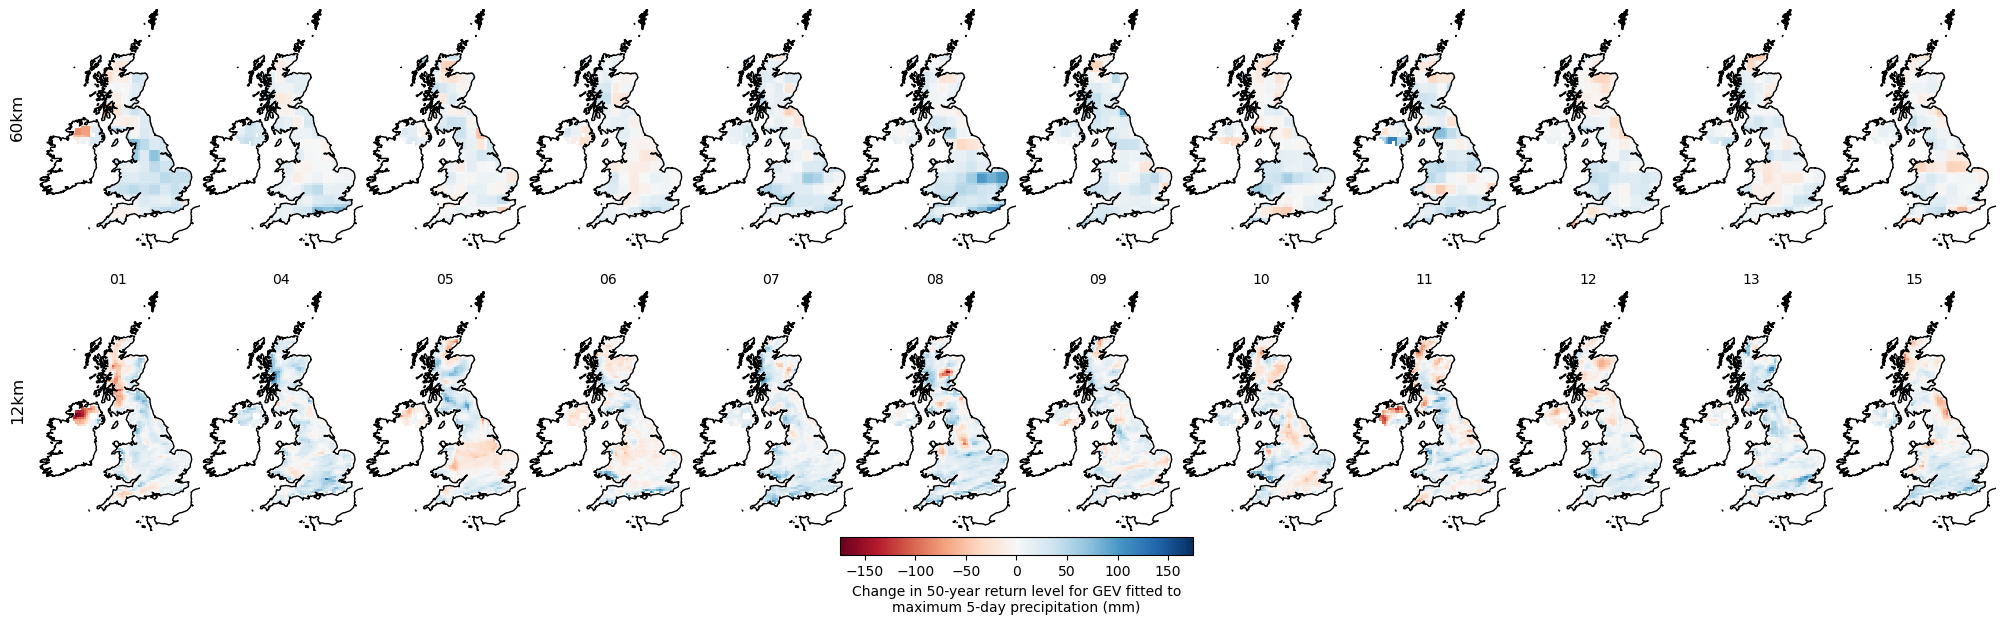 60km
01 04 05 06 07 08 09 10 11 12 13 15
12km
−150 −100 −50 0 50 100 150
Change in 50-year return level for GEV fitted to
maximum 5-day precipitation (mm)